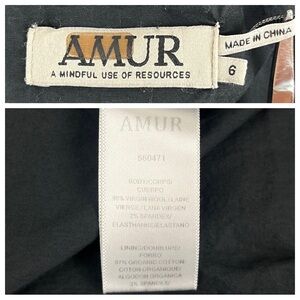 AMUR
A MINDFUL USE OF RESOURCES
MADE IN CHINA
6
AMUR
560471
BODY/CORPS/
CUERPO
98% VIRGIN WOOL/LAINE
VIERGE/LANA VIRGEN
2% SPANDEX/
ELASTHANNE/ELASTANO
LINING/DOUBLURE/
FORRO
97% ORGANIC COTTON/
COTON ORGANIQUE/
ALGODON ORGANICA
3% SPANDEX/